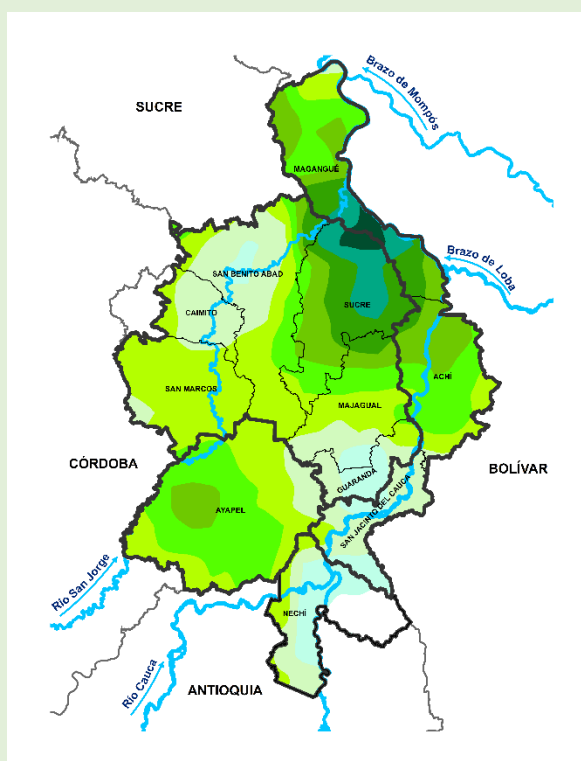 Brazo de Mompós
SUCRE
MAGANGUÉ
Brazo de Loba
SAN BENITO ABAD
SUCRE
CAIMITO
ACHÍ
SAN MARCOS
MAJAGUAL
CÓRDOBA
BOLÍVAR
GUARANDA
SAN JACINTO DEL CAUCA
AYAPEL
Río San Jorge
NECHÍ
Río Cauca
ANTIOQUIA